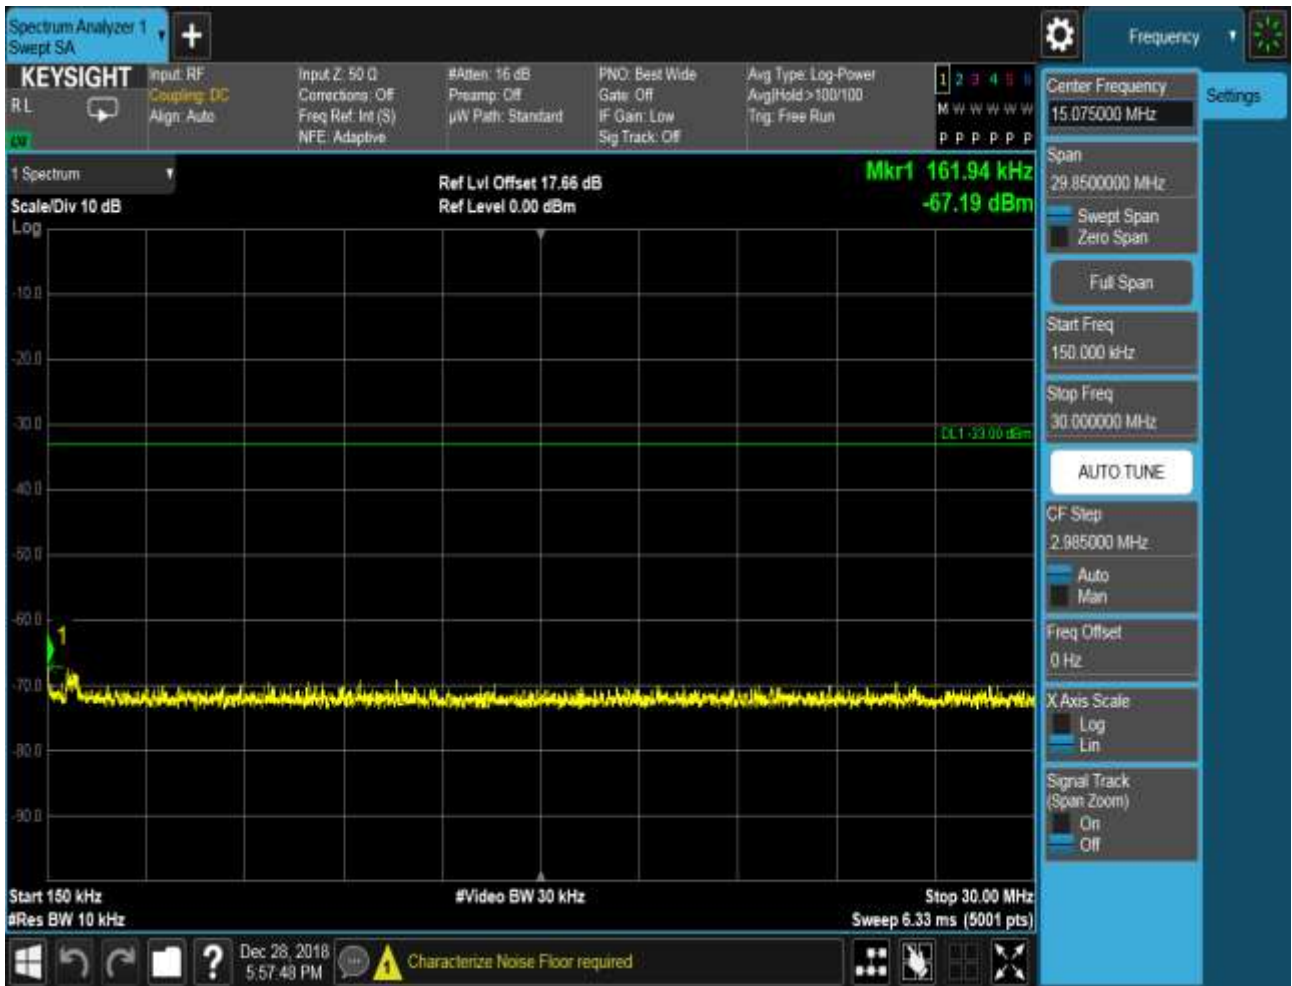 Spectrum Analyzer 1
Swept SA
Frequency
KEYSIGHT
R L
Input: RF
Coupling: DC
Align: Auto
Input Z: 50 Ω
Corrections: Off
Freq Ref: Int (S)
NFE: Adaptive
#Atten: 16 dB
Preamp: Off
µW Path: Standard
PNO: Best Wide
Gate: Off
IF Gain: Low
Sig Track: Off
Avg Type: Log-Power
Avg|Hold >100/100
Trig: Free Run
1 2 3 4 5 6
M W W W W W
P P P P P P
1 Spectrum
Scale/Div 10 dB
Log
Ref Lvl Offset 17.66 dB
Ref Level 0.00 dBm
Mkr1 161.94 kHz
-67.19 dBm
-10.0
-20.0
-30.0
DL1 -33.00 dBm
-40.0
-50.0
-60.0
1
-70.0
-80.0
-90.0
Start 150 kHz
#Res BW 10 kHz
#Video BW 30 kHz
Stop 30.00 MHz
Sweep 6.33 ms (5001 pts)
Dec 28, 2018
5:57:48 PM
Characterize Noise Floor required
Center Frequency
15.075000 MHz
Settings
Span
29.8500000 MHz
Swept Span
Zero Span
Full Span
Start Freq
150.000 kHz
Stop Freq
30.000000 MHz
AUTO TUNE
CF Step
2.985000 MHz
Auto
Man
Freq Offset
0 Hz
X Axis Scale
Log
Lin
Signal Track
(Span Zoom)
On
Off